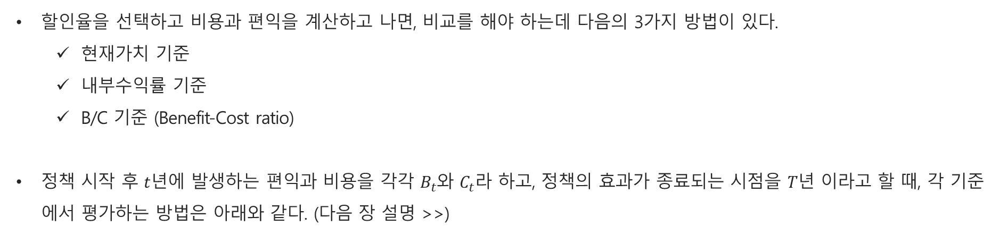 • 할인율을 선택하고 비용과 편익을 계산하고 나면, 비교를 해야 하는데 다음의 3가지 방법이 있다.
✓ 현재가치 기준
✓ 내부수익률 기준
✓ B/C 기준 (Benefit-Cost ratio)
• 정책 시작 후 t년에 발생하는 편익과 비용을 각각 Bₜ와 Cₜ라 하고, 정책의 효과가 종료되는 시점을 T년 이라고 할 때, 각 기준
에서 평가하는 방법은 아래와 같다. (다음 장 설명 >>)